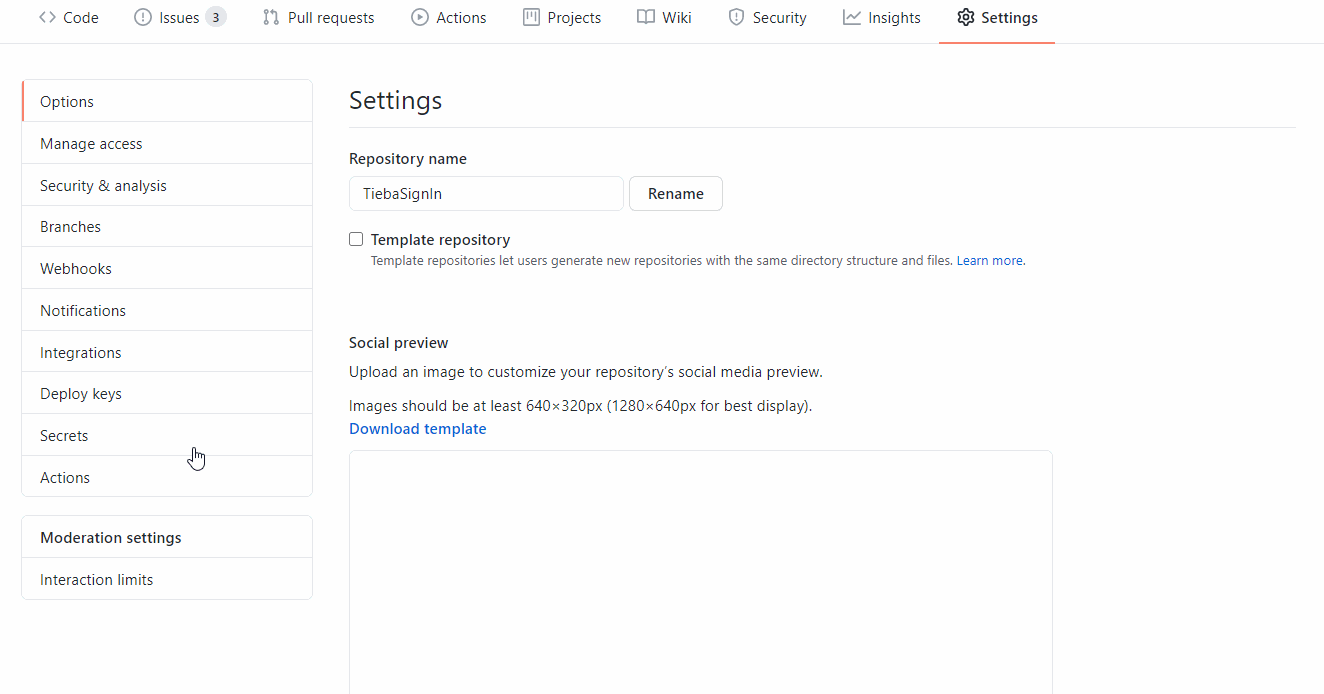 Code Issues 3 Pull requests Actions Projects Wiki Security Insights Settings
Options
Manage access
Security & analysis
Branches
Webhooks
Notifications
Integrations
Deploy keys
Secrets
Actions
Moderation settings
Interaction limits
Settings
Repository name
TiebaSignIn Rename
Template repository
Template repositories let users generate new repositories with the same directory structure and files. Learn more.
Social preview
Upload an image to customize your repository’s social media preview.
Images should be at least 640×320px (1280×640px for best display).
Download template